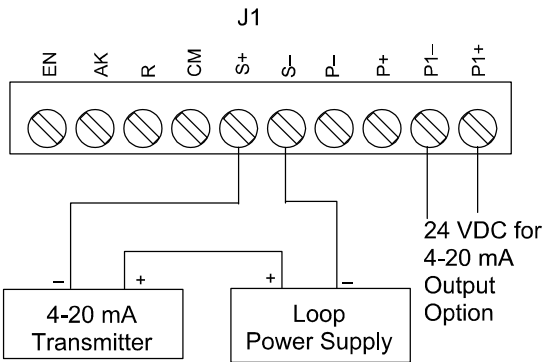 J1
EN AK R CM S+ S– P– P+ P1– P1+
24 VDC for
4-20 mA
Output
Option
– + + –
4-20 mA
Transmitter
Loop
Power Supply